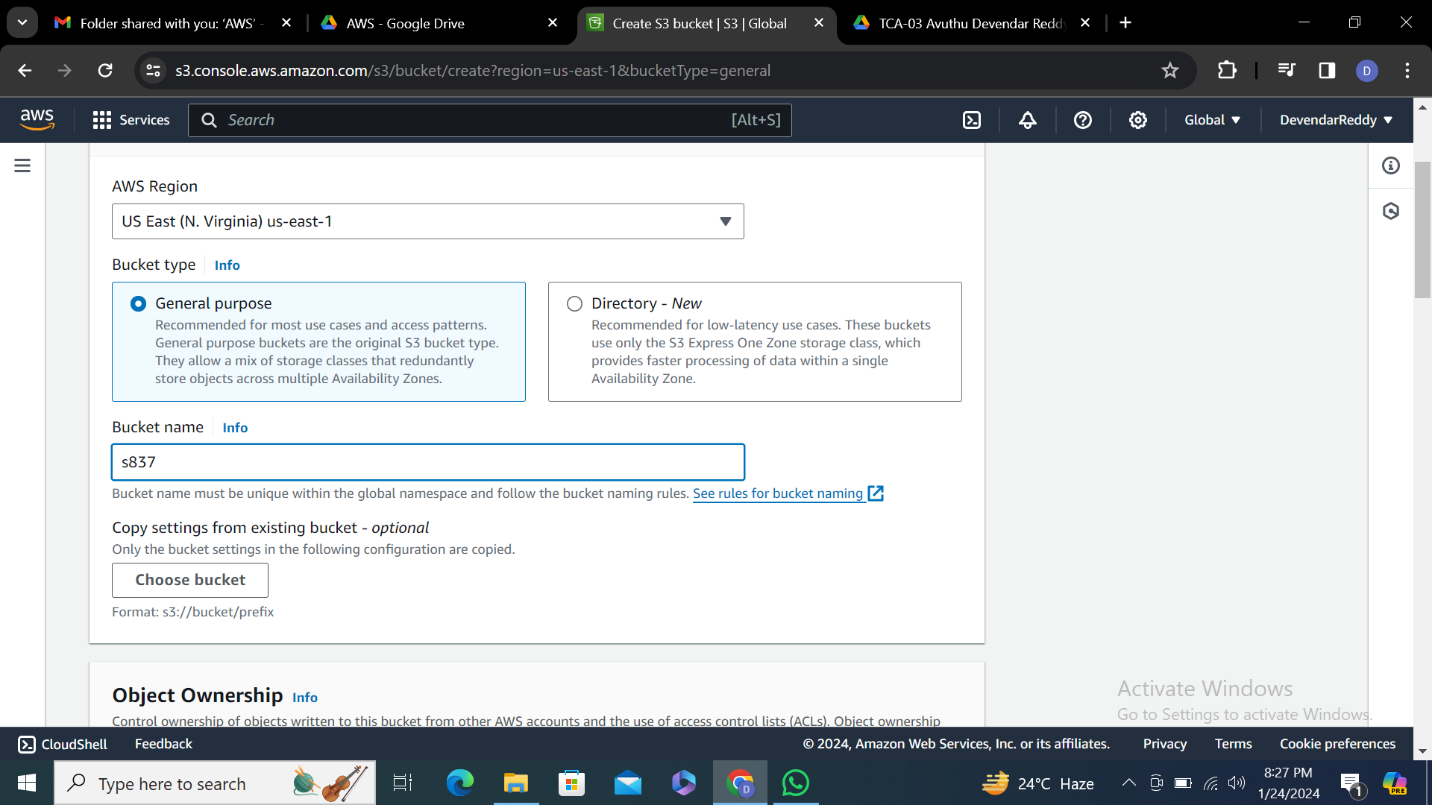 Folder shared with you: ‘AWS’ -
AWS - Google Drive
Create S3 bucket | S3 | Global
TCA-03 Avuthu Devendar Reddy
s3.console.aws.amazon.com/s3/bucket/create?region=us-east-1&bucketType=general
D
aws
Services
Search
[Alt+S]
Global
DevendarReddy
AWS Region
US East (N. Virginia) us-east-1
Bucket type
Info
General purpose
Recommended for most use cases and access patterns.
General purpose buckets are the original S3 bucket type.
They allow a mix of storage classes that redundantly
store objects across multiple Availability Zones.
Directory - New
Recommended for low-latency use cases. These buckets
use only the S3 Express One Zone storage class, which
provides faster processing of data within a single
Availability Zone.
Bucket name
Info
s837
Bucket name must be unique within the global namespace and follow the bucket naming rules. See rules for bucket naming
Copy settings from existing bucket - optional
Only the bucket settings in the following configuration are copied.
Choose bucket
Format: s3://bucket/prefix
Object Ownership Info
Control ownership of objects written to this bucket from other AWS accounts and the use of access control lists (ACLs). Object ownership
Activate Windows
Go to Settings to activate Windows.
CloudShell
Feedback
© 2024, Amazon Web Services, Inc. or its affiliates.
Privacy
Terms
Cookie preferences
Type here to search
D
24°C Haze
8:27 PM
1/24/2024
1
PRE